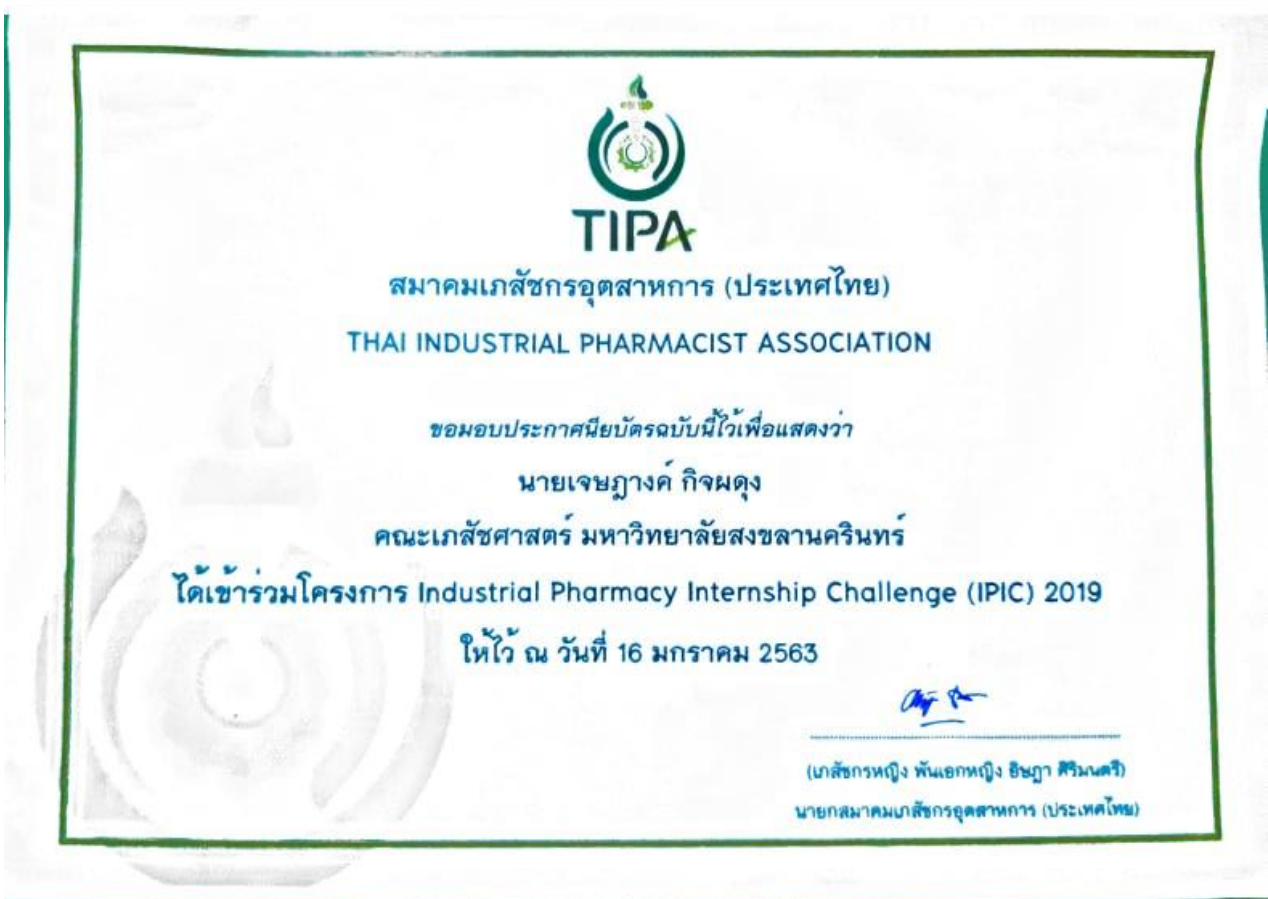 TIPA
สมาคมเภสัชกรอุตสาหการ (ประเทศไทย)
THAI INDUSTRIAL PHARMACIST ASSOCIATION
ขอมอบประกาศนียบัตรฉบับนี้ไว้เพื่อแสดงว่า
นายเจษฎางค์ กิจผดุง
คณะเภสัชศาสตร์ มหาวิทยาลัยสงขลานครินทร์
ได้เข้าร่วมโครงการ Industrial Pharmacy Internship Challenge (IPIC) 2019
ให้ไว้ ณ วันที่ 16 มกราคม 2563
(เภสัชกรหญิง พันเอกหญิง อิษฎา ศิริมนตรี)
นายกสมาคมเภสัชกรอุตสาหการ (ประเทศไทย)